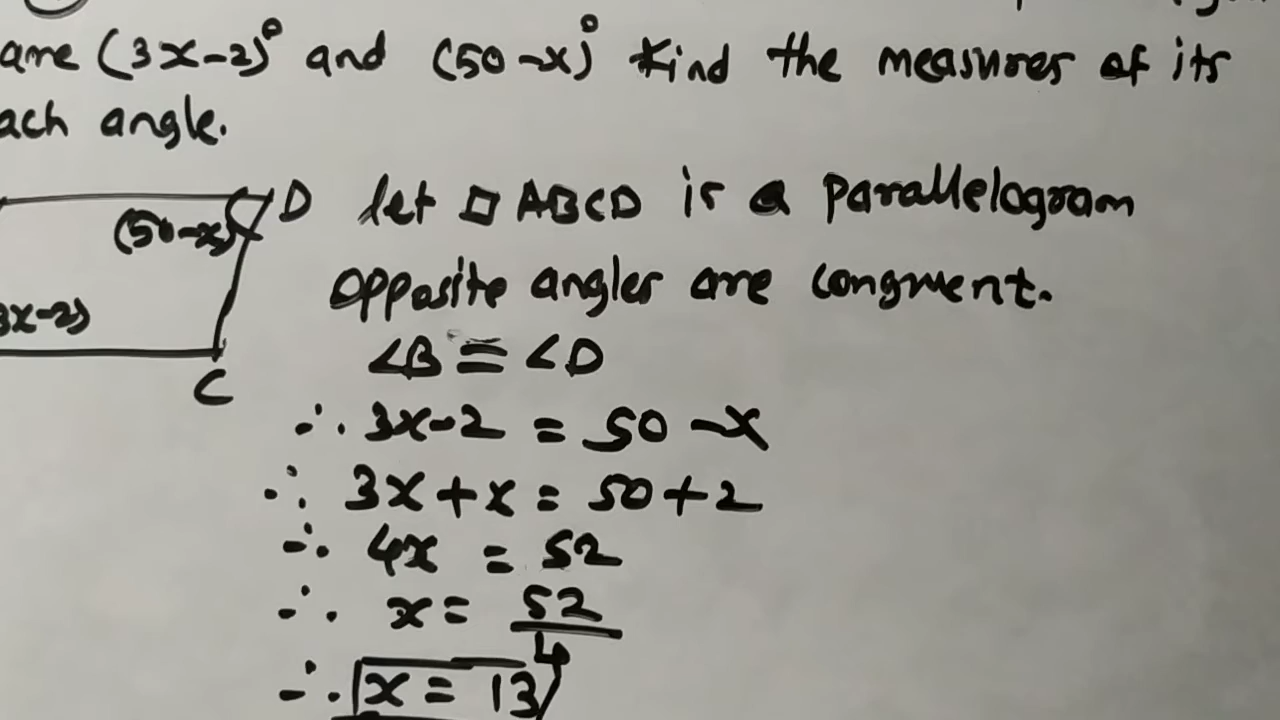 are (3x-2)° and (50-x)° Find the measures of its
ach angle.
D
(50-x)
3x-2)
C
let □ ABCD is a parallelogram
opposite angles are congruent.
∠B ≅ ∠D
∴ 3x-2 = 50-x
∴ 3x+x = 50+2
∴ 4x = 52
∴ x = 52/4
∴ x = 13